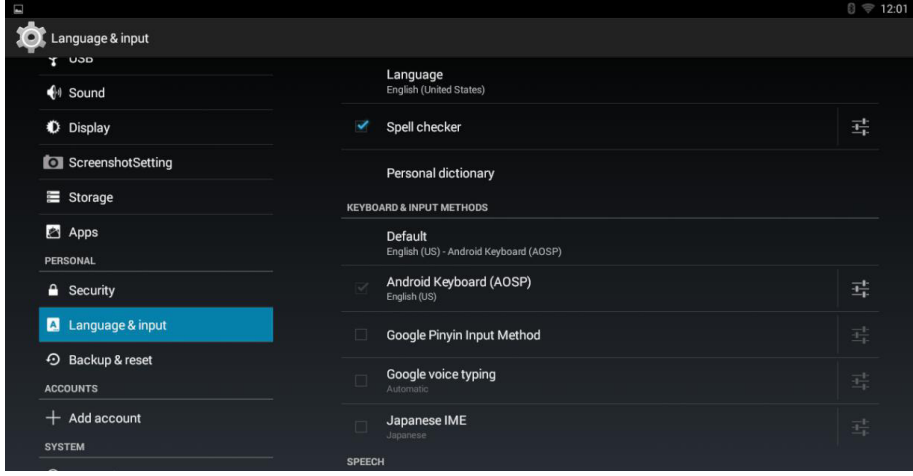 12:01
Language & input
USB
Sound
Display
ScreenshotSetting
Storage
Apps
PERSONAL
Security
Language & input
Backup & reset
ACCOUNTS
Add account
SYSTEM
Language
English (United States)
Spell checker
Personal dictionary
KEYBOARD & INPUT METHODS
Default
English (US) - Android Keyboard (AOSP)
Android Keyboard (AOSP)
English (US)
Google Pinyin Input Method
Google voice typing
Automatic
Japanese IME
Japanese
SPEECH